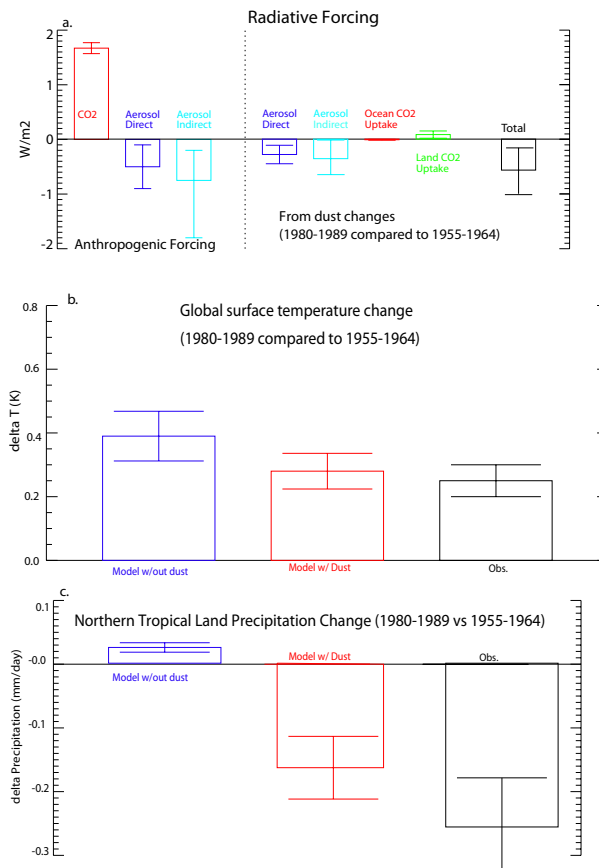 Radiative Forcing
a.
2
1
0
-1
-2
W/m2
CO2
Aerosol
Direct
Aerosol
Indirect
Aerosol
Direct
Aerosol
Indirect
Ocean CO2
Uptake
Land CO2
Uptake
Total
Anthropogenic Forcing
From dust changes
(1980-1989 compared to 1955-1964)
b.
Global surface temperature change
(1980-1989 compared to 1955-1964)
0.8
0.6
0.4
0.2
0.0
delta T (K)
Model w/out dust
Model w/ Dust
Obs.
c.
Northern Tropical Land Precipitation Change (1980-1989 vs 1955-1964)
0.1
-0.0
-0.1
-0.2
-0.3
delta Precipitation (mm/day)
Model w/out dust
Model w/ Dust
Obs.